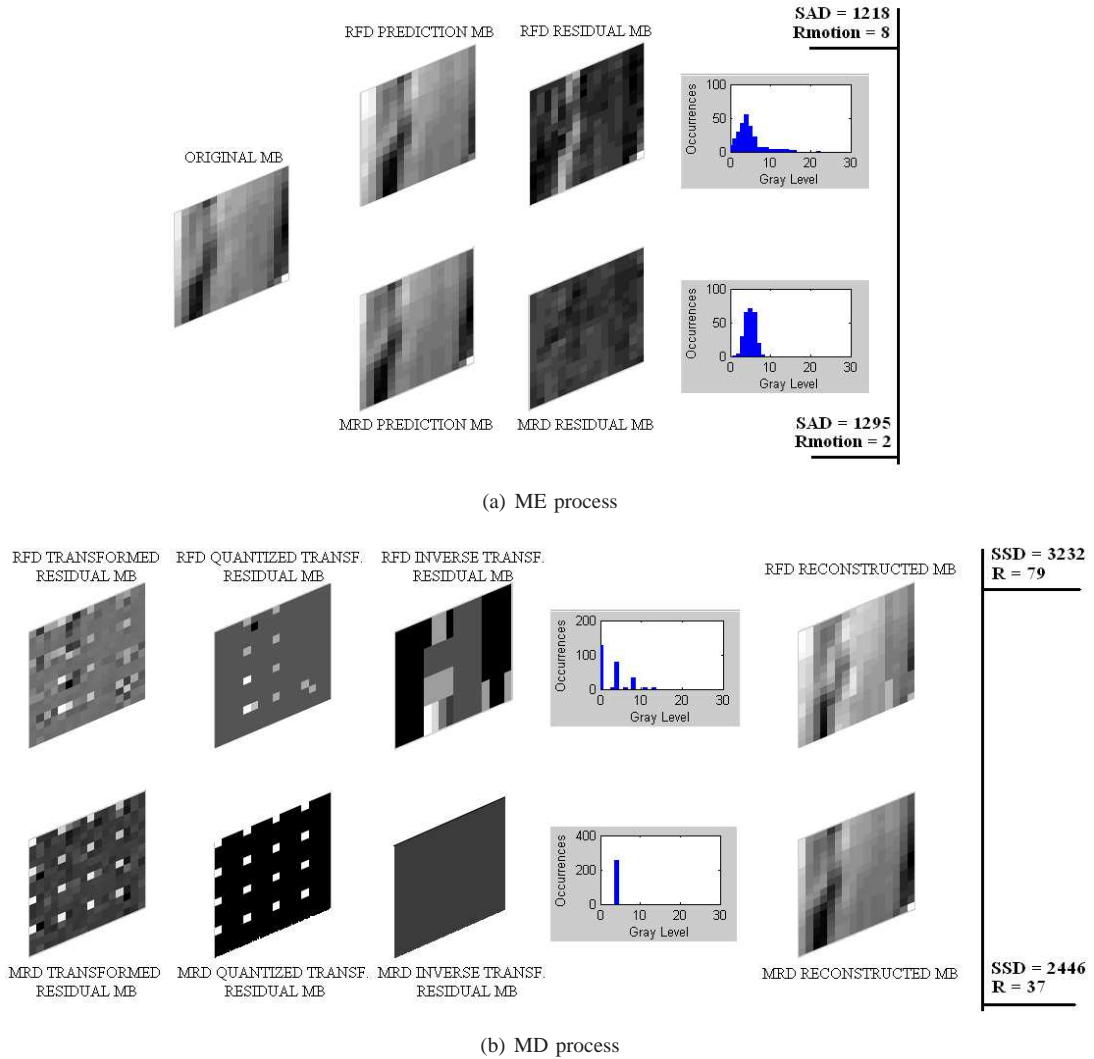 SAD = 1218
Rmotion = 8
RFD PREDICTION MB
RFD RESIDUAL MB
100
50
0
0
10
20
30
Occurrences
Gray Level
ORIGINAL MB
100
50
0
0
10
20
30
Occurrences
Gray Level
MRD PREDICTION MB
MRD RESIDUAL MB
SAD = 1295
Rmotion = 2
(a) ME process
RFD TRANSFORMED
RESIDUAL MB
RFD QUANTIZED TRANSF.
RESIDUAL MB
RFD INVERSE TRANSF.
RESIDUAL MB
RFD RECONSTRUCTED MB
SSD = 3232
R = 79
200
100
0
0
10
20
30
Occurrences
Gray Level
400
200
0
0
10
20
30
Occurrences
Gray Level
MRD TRANSFORMED
RESIDUAL MB
MRD QUANTIZED TRANSF.
RESIDUAL MB
MRD INVERSE TRANSF.
RESIDUAL MB
MRD RECONSTRUCTED MB
SSD = 2446
R = 37
(b) MD process